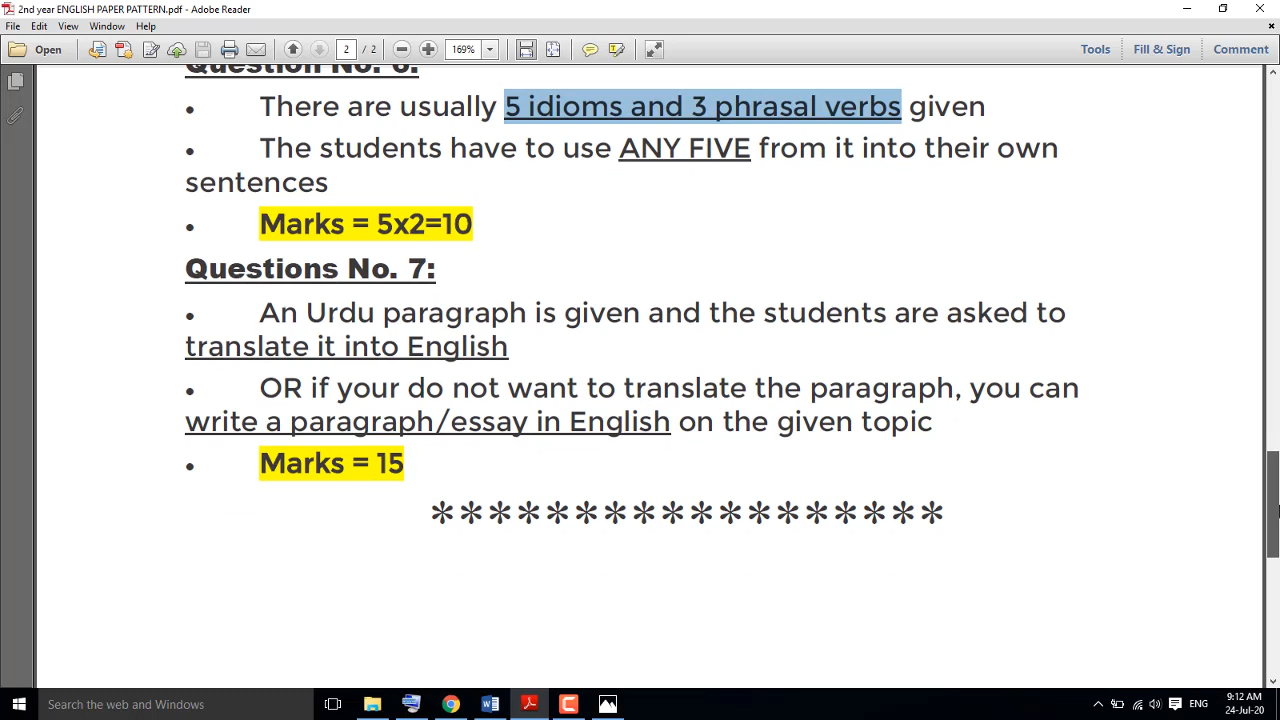 2nd year ENGLISH PAPER PATTERN.pdf - Adobe Reader
File Edit View Window Help
Open 2 / 2 169% Tools Fill & Sign Comment
Question No. 6:
• There are usually 5 idioms and 3 phrasal verbs given
• The students have to use ANY FIVE from it into their own
sentences
• Marks = 5x2=10
Questions No. 7:
• An Urdu paragraph is given and the students are asked to
translate it into English
• OR if your do not want to translate the paragraph, you can
write a paragraph/essay in English on the given topic
• Marks = 15
******************
Search the web and Windows
ENG
9:12 AM
24-Jul-20